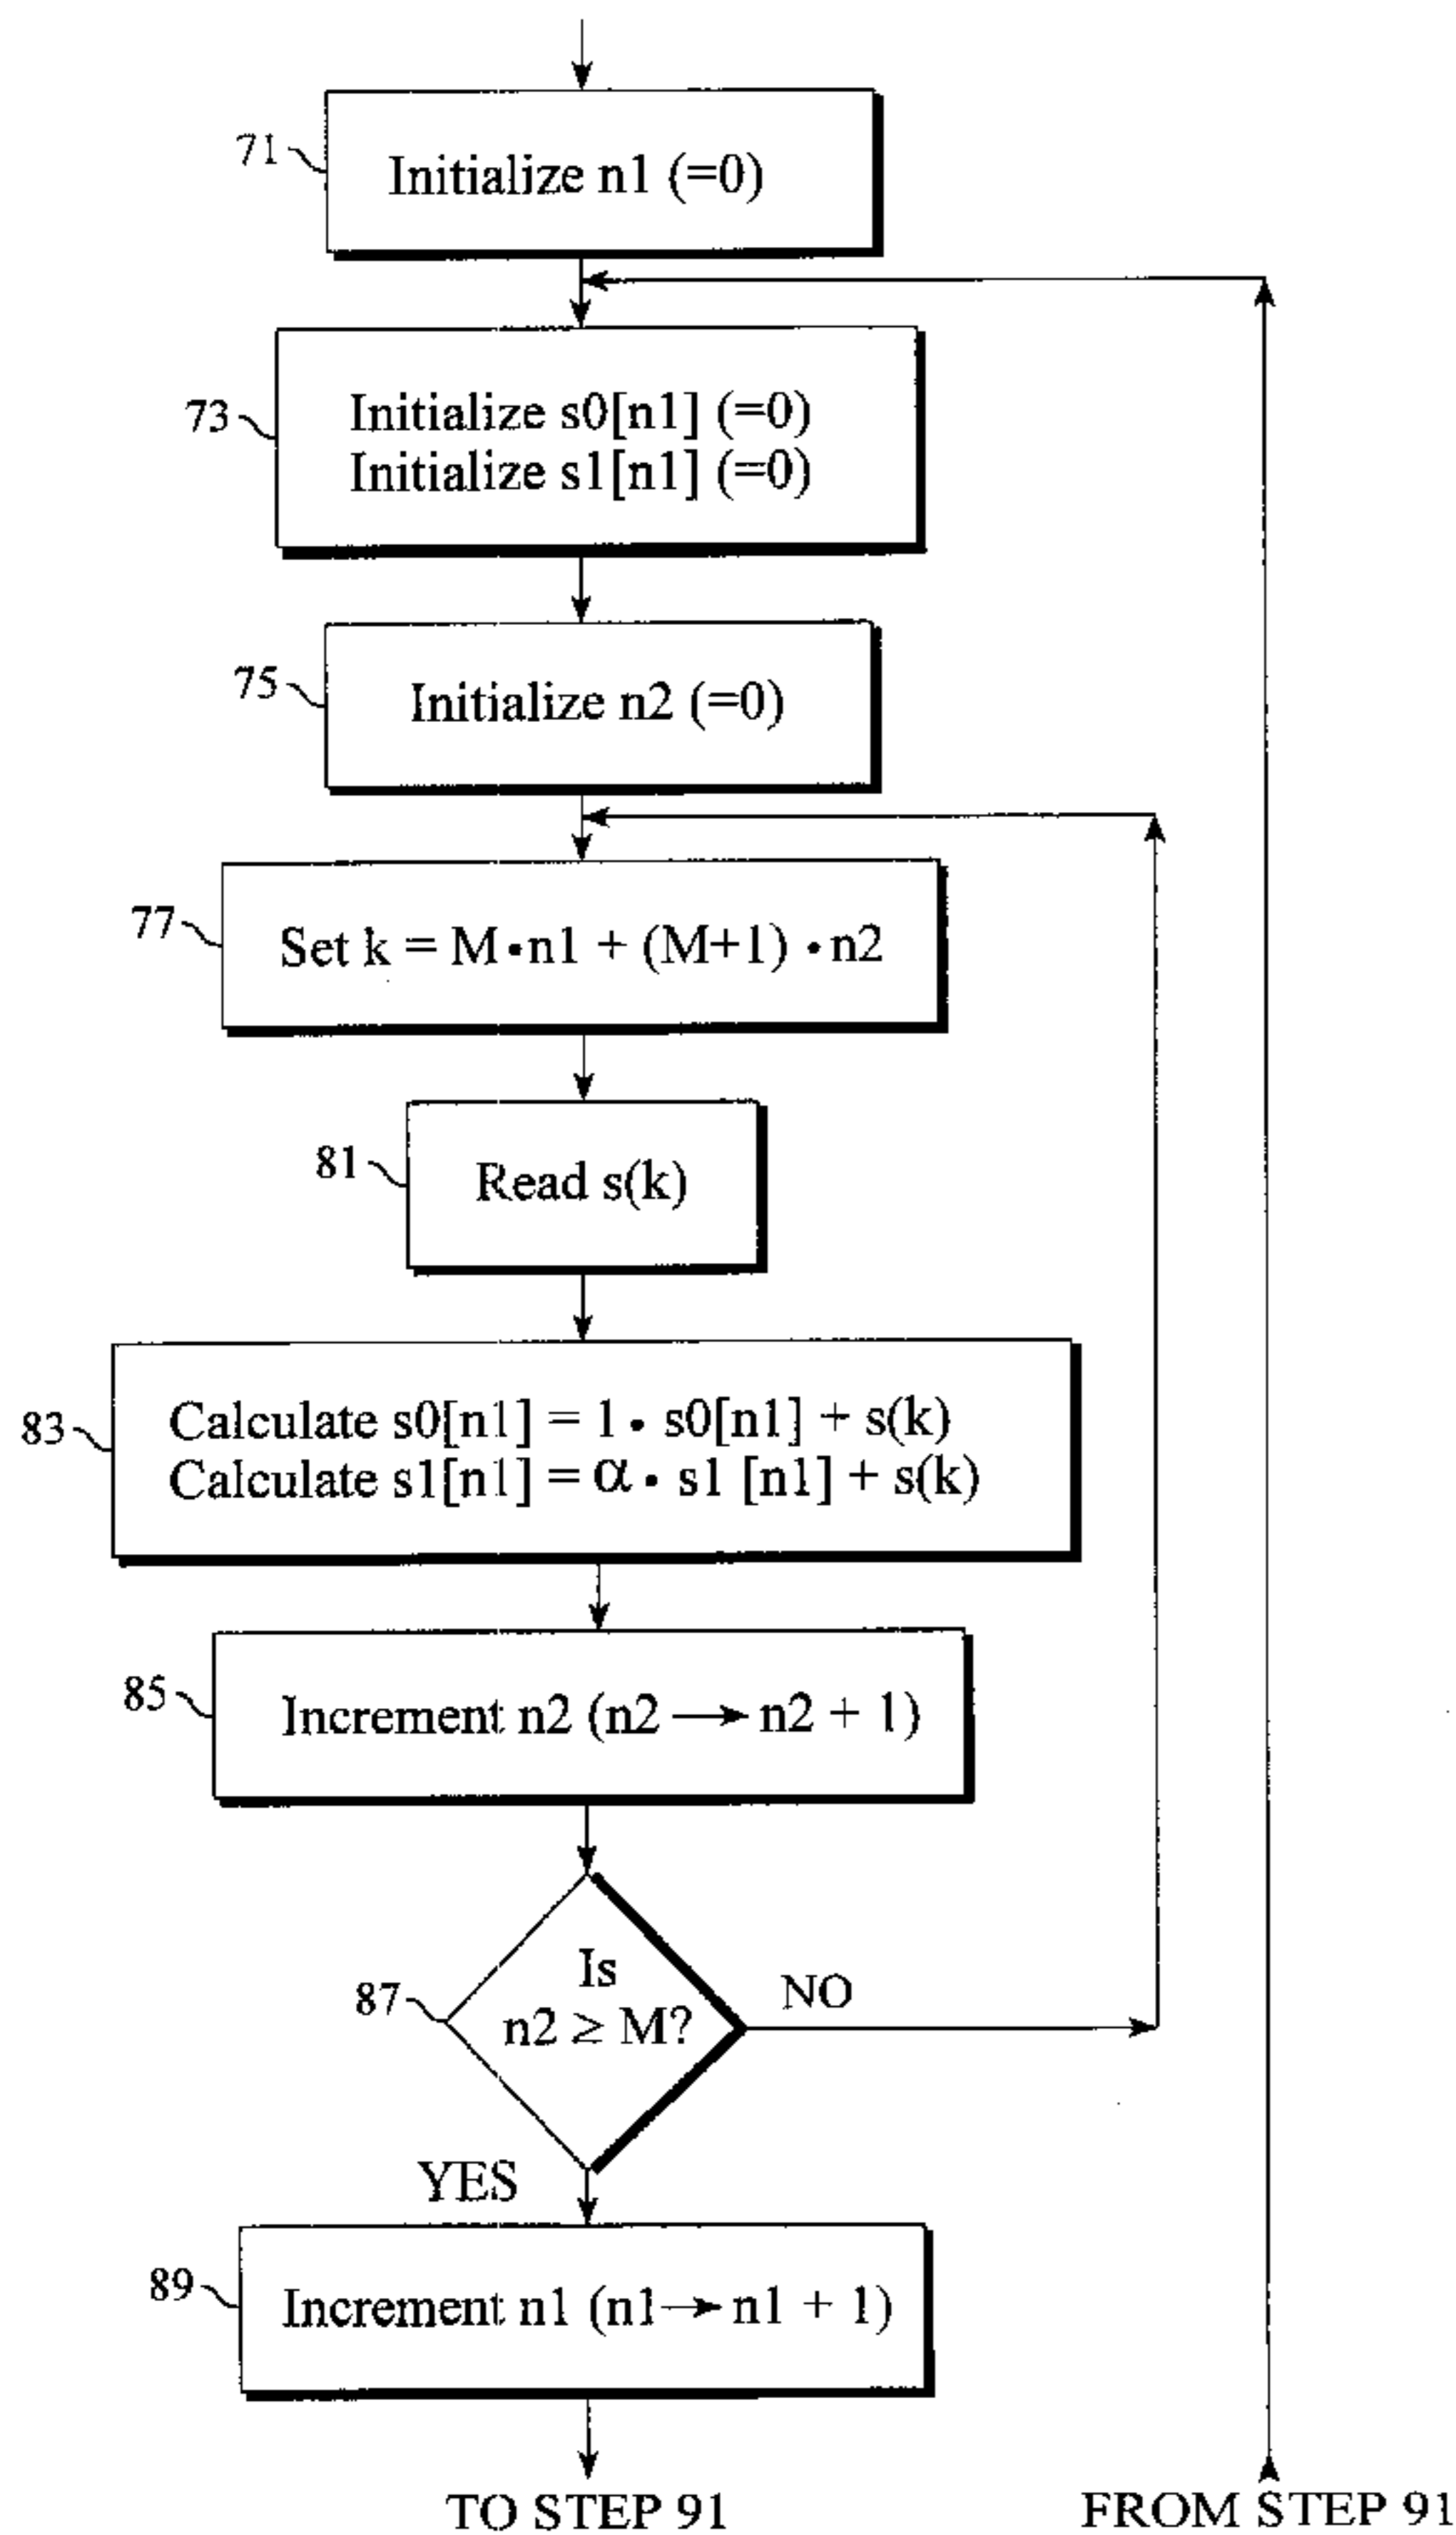 71
Initialize n1 (=0)
73
Initialize s0[n1] (=0)
Initialize s1[n1] (=0)
75
Initialize n2 (=0)
77
Set k = M•n1 + (M+1) •n2
81
Read s(k)
83
Calculate s0[n1] = 1 • s0[n1] + s(k)
Calculate s1[n1] = α • s1 [n1] + s(k)
85
Increment n2 (n2 → n2 + 1)
87
Is
n2 ≥ M?
NO
YES
89
Increment n1 (n1→ n1 + 1)
TO STEP 91
FROM STEP 91